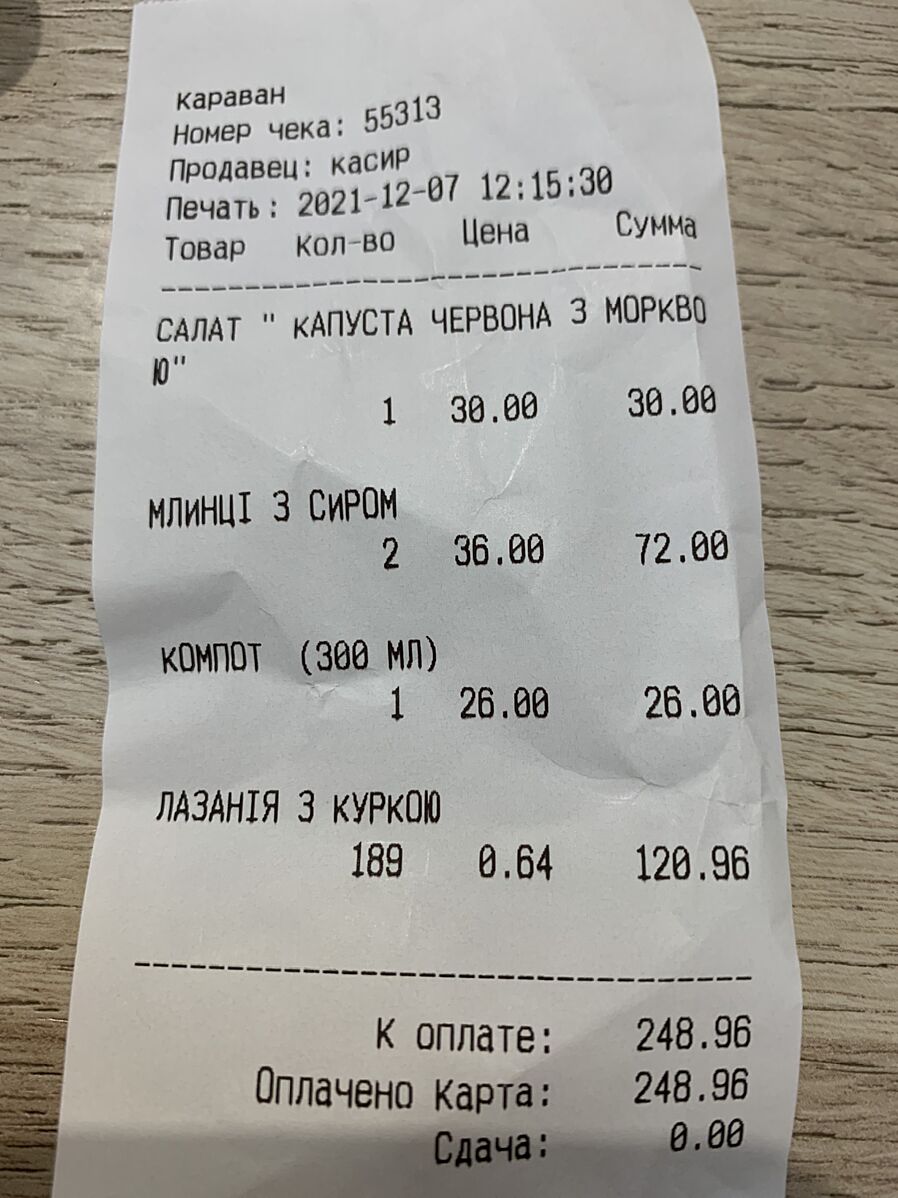 караван
Номер чека: 55313
Продавец: касир
Печать: 2021-12-07 12:15:30
Товар Кол-во Цена Сумма
--------------------------------
САЛАТ " КАПУСТА ЧЕРВОНА З МОРКВО
Ю"
1 30.00 30.00
МЛИНЦІ З СИРОМ
2 36.00 72.00
КОМПОТ (300 МЛ)
1 26.00 26.00
ЛАЗАНІЯ З КУРКОЮ
189 0.64 120.96
--------------------------------
К оплате: 248.96
Оплачено Карта: 248.96
Сдача: 0.00